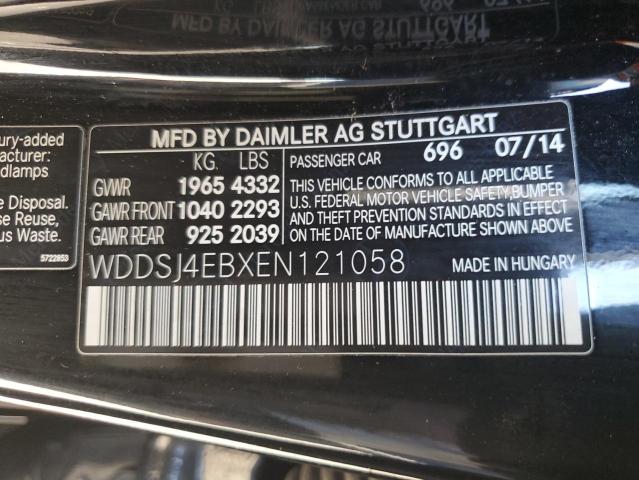 ury-added
acturer:
adlamps
e Disposal.
se Reuse,
us Waste.
5722853
MFD BY DAIMLER AG STUTTGART
KG. LBS
GVWR 1965 4332
GAWR FRONT 1040 2293
GAWR REAR 925 2039
PASSENGER CAR 696 07/14
THIS VEHICLE CONFORMS TO ALL APPLICABLE
U.S. FEDERAL MOTOR VEHICLE SAFETY,BUMPER
AND THEFT PREVENTION STANDARDS IN EFFECT
ON DATE OF MANUFACTURE SHOWN ABOVE
WDDSJ4EBXEN121058 MADE IN HUNGARY